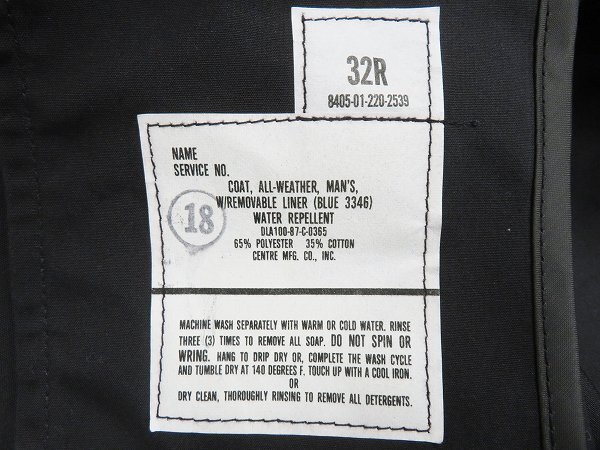 32R
8405-01-220-2539
NAME
SERVICE NO.
COAT, ALL-WEATHER, MAN'S,
W/REMOVABLE LINER (BLUE 3346)
18
WATER REPELLENT
DLA100-87-C-0365
65% POLYESTER 35% COTTON
CENTRE MFG. CO., INC.
MACHINE WASH SEPARATELY WITH WARM OR COLD WATER. RINSE
THREE (3) TIMES TO REMOVE ALL SOAP. DO NOT SPIN OR
WRING. HANG TO DRIP DRY OR, COMPLETE THE WASH CYCLE
AND TUMBLE DRY AT 140 DEGREES F. TOUCH UP WITH A COOL IRON.
OR
DRY CLEAN, THOROUGHLY RINSING TO REMOVE ALL DETERGENTS.